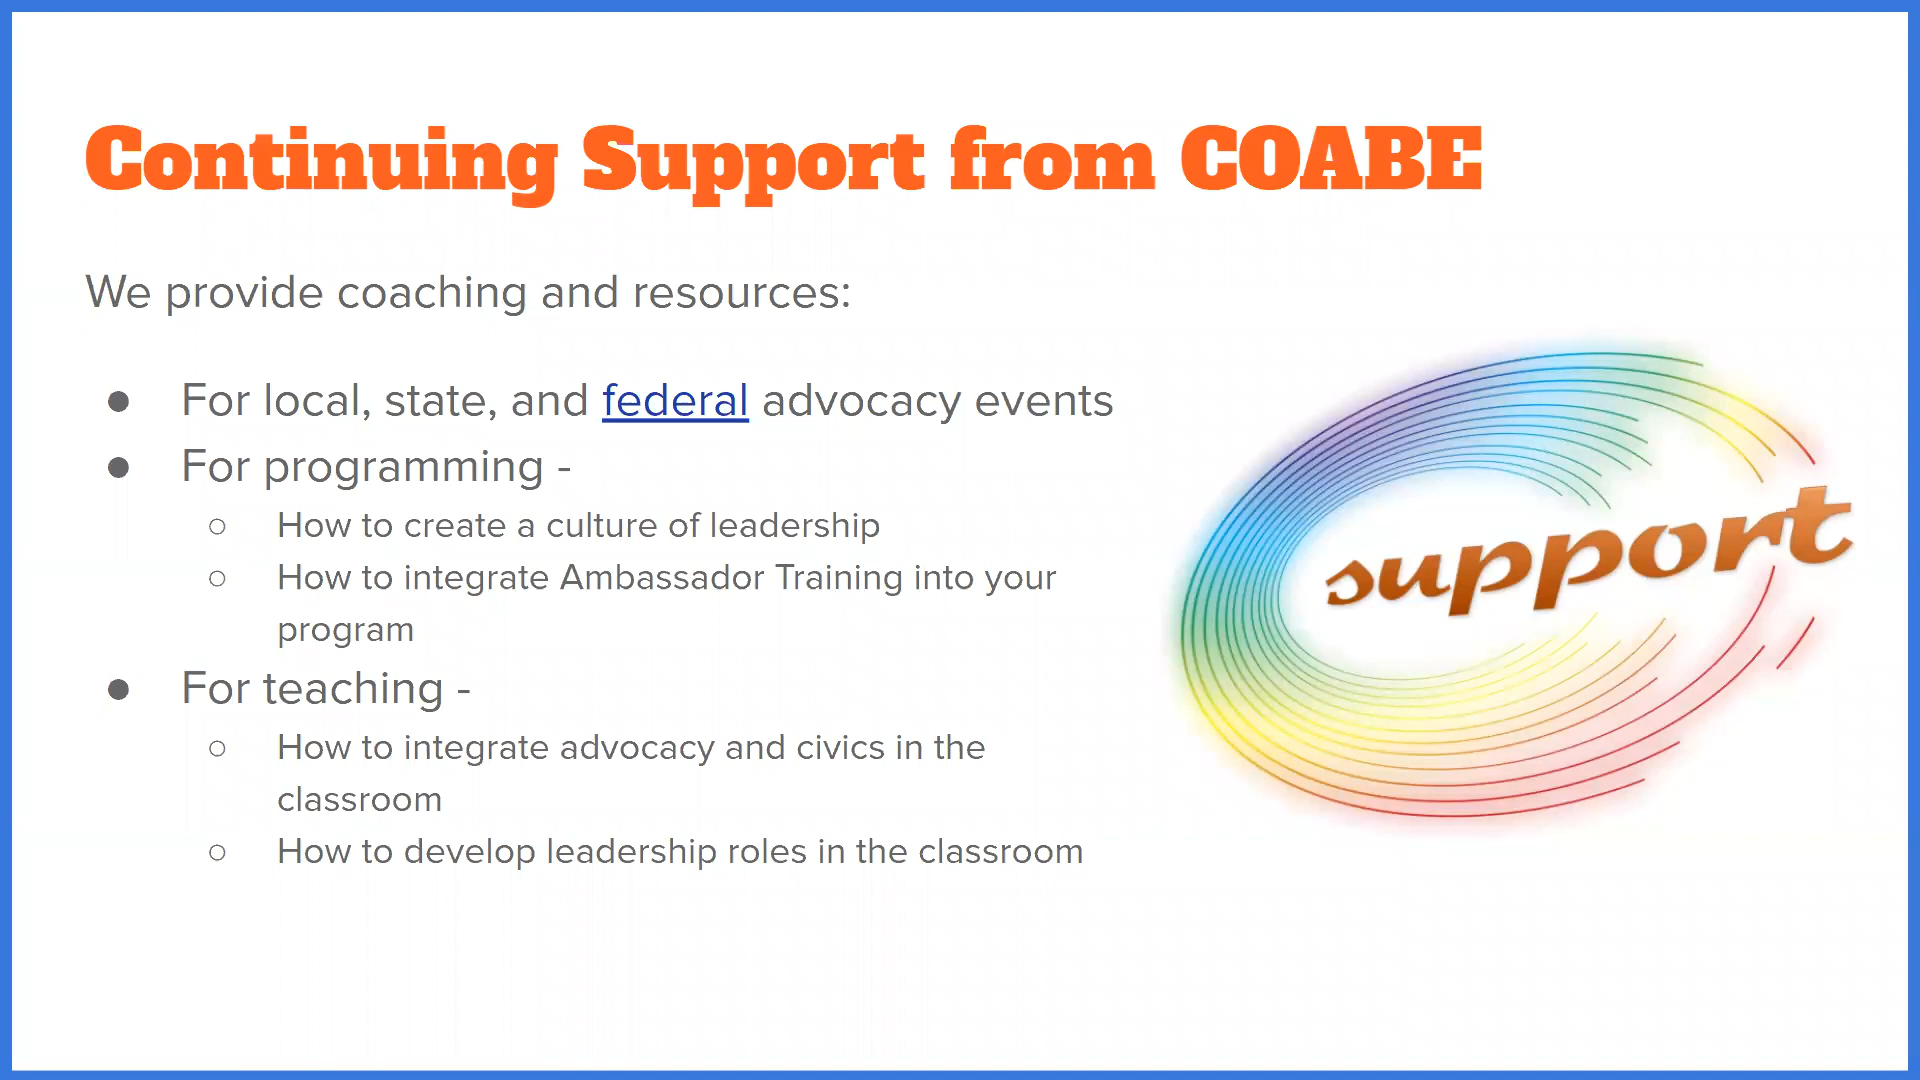 Continuing Support from COABE
We provide coaching and resources:
● For local, state, and federal advocacy events
● For programming -
○ How to create a culture of leadership
○ How to integrate Ambassador Training into your
program
● For teaching -
○ How to integrate advocacy and civics in the
classroom
○ How to develop leadership roles in the classroom
support